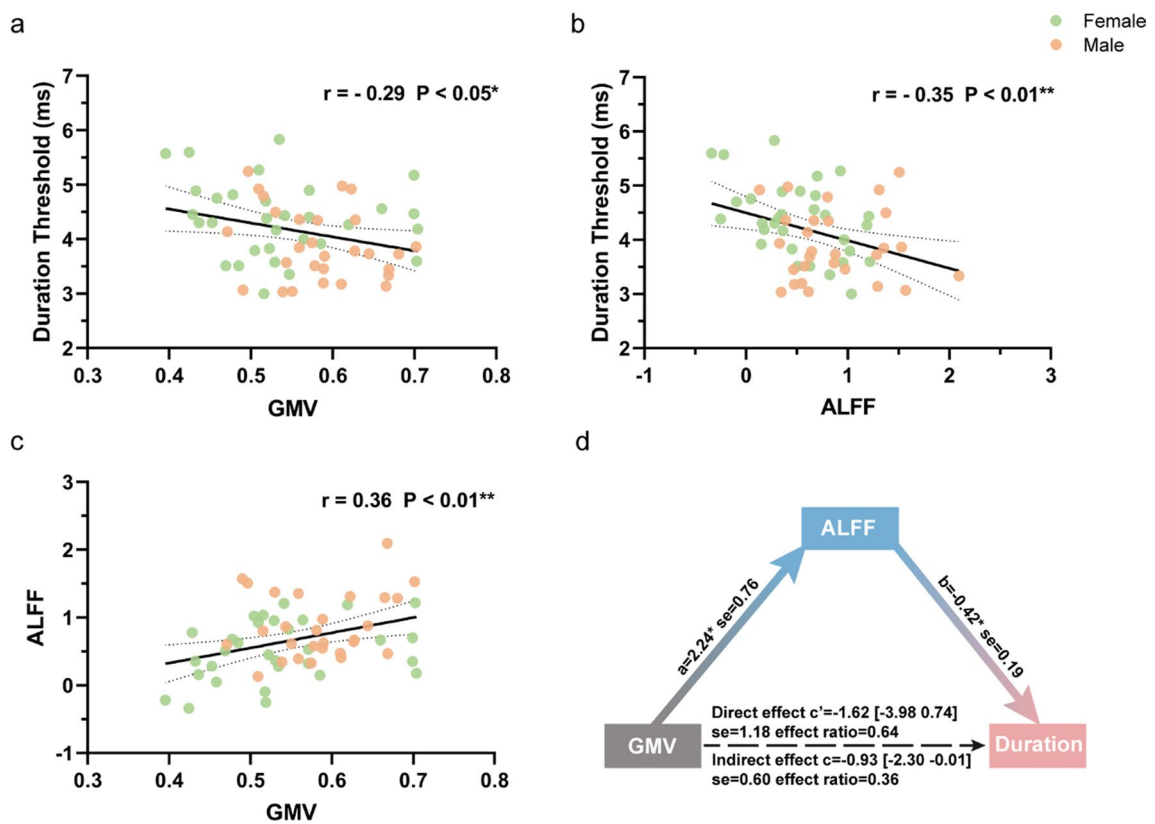 a
b
Female
Male
r = - 0.29 P < 0.05*
Duration Threshold (ms)
7
6
5
4
3
2
0.3 0.4 0.5 0.6 0.7 0.8
GMV
r = - 0.35 P < 0.01**
Duration Threshold (ms)
7
6
5
4
3
2
-1 0 1 2 3
ALFF
c
d
r = 0.36 P < 0.01**
ALFF
3
2
1
0
-1
0.3 0.4 0.5 0.6 0.7 0.8
GMV
ALFF
a=2.24* se=0.76
b=-0.42* se=0.19
GMV
Direct effect c'=-1.62 [-3.98 0.74]
se=1.18 effect ratio=0.64
Indirect effect c=-0.93 [-2.30 -0.01]
se=0.60 effect ratio=0.36
Duration